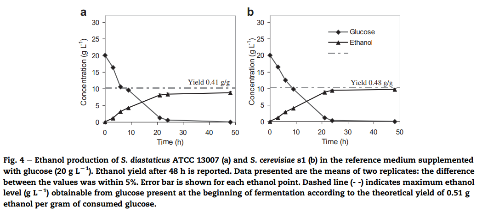 a
b
Concentration (g L⁻¹)
30
25
20
15
10
5
0
Yield 0.41 g/g
0 10 20 30 40 50
Time (h)
Concentration (g L⁻¹)
30
25
20
15
10
5
0
Glucose
Ethanol
Yield 0.48 g/g
0 10 20 30 40 50
Time (h)
Fig. 4 – Ethanol production of S. diastaticus ATCC 13007 (a) and S. cerevisiae s1 (b) in the reference medium supplemented
with glucose (20 g L⁻¹). Ethanol yield after 48 h is reported. Data presented are the means of two replicates: the difference
between the values was within 5%. Error bar is shown for each ethanol point. Dashed line (- -) indicates maximum ethanol
level (g L⁻¹) obtainable from glucose present at the beginning of fermentation according to the theoretical yield of 0.51 g
ethanol per gram of consumed glucose.